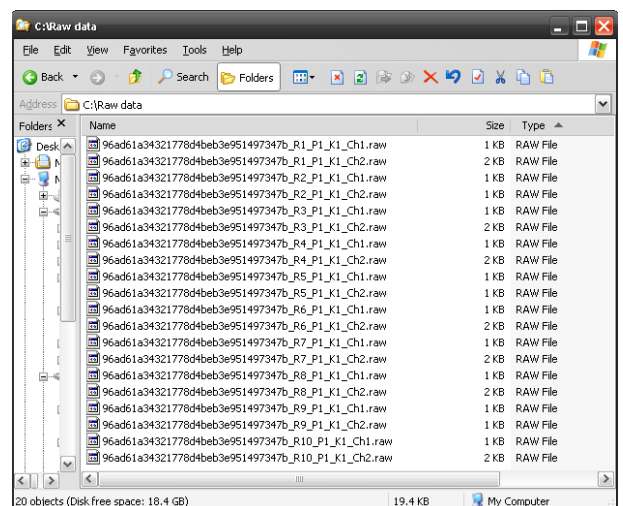 C:\Raw data
File Edit View Favorites Tools Help
Back Search Folders
Address C:\Raw data
Folders Name Size Type
Desk
96ad61a34321778d4beb3e951497347b_R1_P1_K1_Ch1.raw 1 KB RAW File
96ad61a34321778d4beb3e951497347b_R1_P1_K1_Ch2.raw 2 KB RAW File
96ad61a34321778d4beb3e951497347b_R2_P1_K1_Ch1.raw 1 KB RAW File
96ad61a34321778d4beb3e951497347b_R2_P1_K1_Ch2.raw 1 KB RAW File
96ad61a34321778d4beb3e951497347b_R3_P1_K1_Ch1.raw 1 KB RAW File
96ad61a34321778d4beb3e951497347b_R3_P1_K1_Ch2.raw 2 KB RAW File
96ad61a34321778d4beb3e951497347b_R4_P1_K1_Ch1.raw 1 KB RAW File
96ad61a34321778d4beb3e951497347b_R4_P1_K1_Ch2.raw 2 KB RAW File
96ad61a34321778d4beb3e951497347b_R5_P1_K1_Ch1.raw 1 KB RAW File
96ad61a34321778d4beb3e951497347b_R5_P1_K1_Ch2.raw 1 KB RAW File
96ad61a34321778d4beb3e951497347b_R6_P1_K1_Ch1.raw 1 KB RAW File
96ad61a34321778d4beb3e951497347b_R6_P1_K1_Ch2.raw 2 KB RAW File
96ad61a34321778d4beb3e951497347b_R7_P1_K1_Ch1.raw 1 KB RAW File
96ad61a34321778d4beb3e951497347b_R7_P1_K1_Ch2.raw 2 KB RAW File
96ad61a34321778d4beb3e951497347b_R8_P1_K1_Ch1.raw 1 KB RAW File
96ad61a34321778d4beb3e951497347b_R8_P1_K1_Ch2.raw 2 KB RAW File
96ad61a34321778d4beb3e951497347b_R9_P1_K1_Ch1.raw 1 KB RAW File
96ad61a34321778d4beb3e951497347b_R9_P1_K1_Ch2.raw 2 KB RAW File
96ad61a34321778d4beb3e951497347b_R10_P1_K1_Ch1.raw 1 KB RAW File
96ad61a34321778d4beb3e951497347b_R10_P1_K1_Ch2.raw 2 KB RAW File
20 objects (Disk free space: 18.4 GB) 19.4 KB My Computer